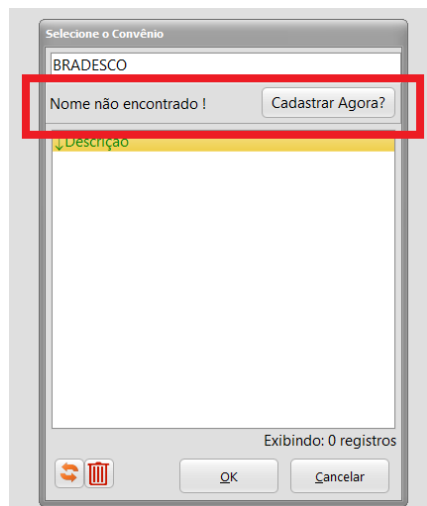 Selecione o Convênio
BRADESCO
Nome não encontrado ! Cadastrar Agora?
↓Descrição
Exibindo: 0 registros
OK Cancelar